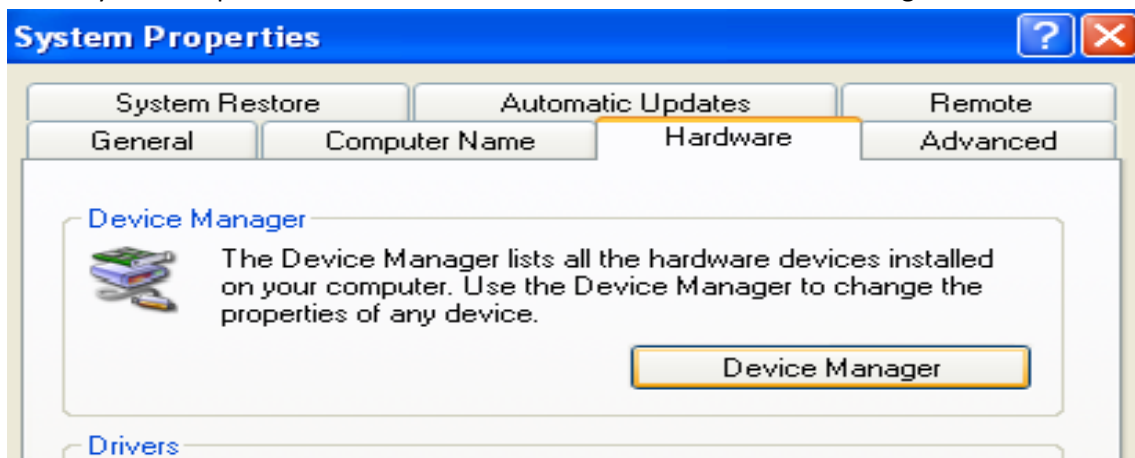 System Properties
System Restore Automatic Updates Remote
General Computer Name Hardware Advanced
Device Manager
The Device Manager lists all the hardware devices installed
on your computer. Use the Device Manager to change the
properties of any device.
Device Manager
Drivers